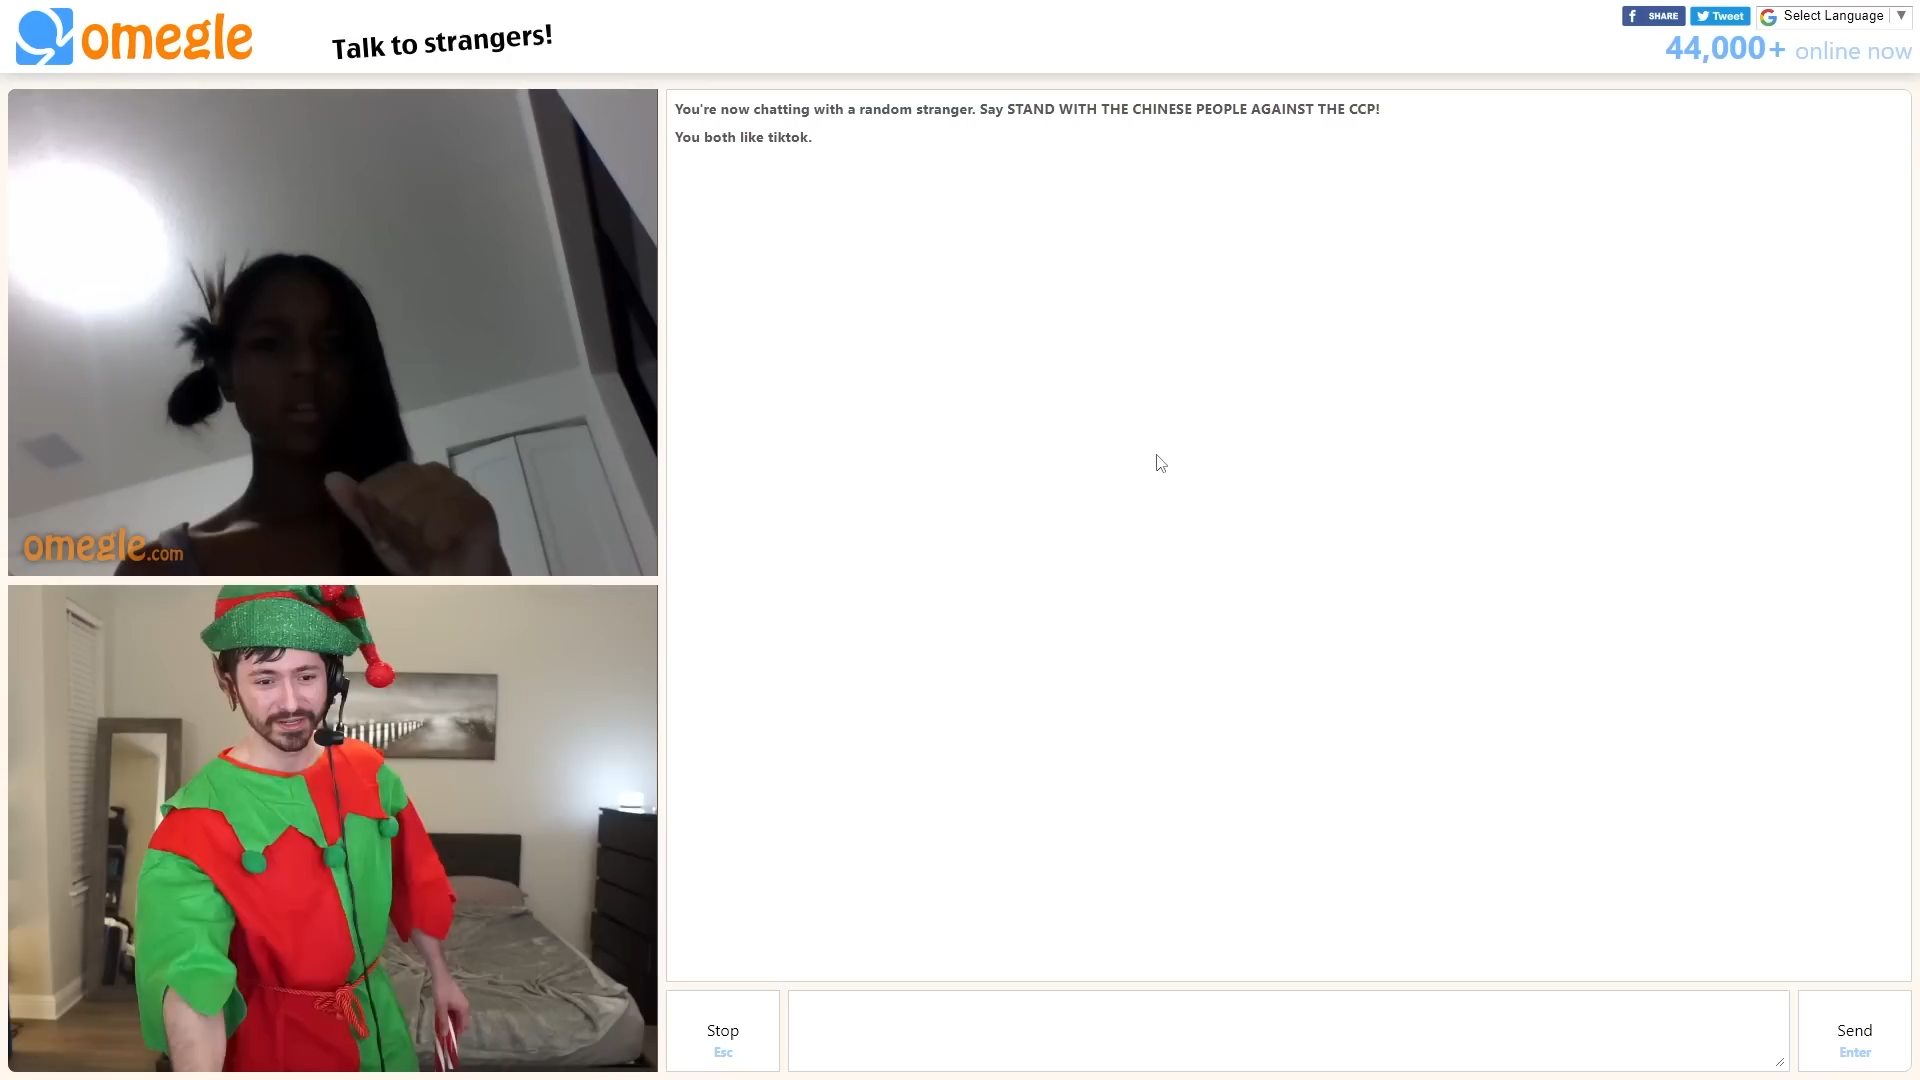 omegle
Talk to strangers!
SHARE
Tweet
Select Language
44,000+ online now
You're now chatting with a random stranger. Say STAND WITH THE CHINESE PEOPLE AGAINST THE CCP!
You both like tiktok.
omegle.com
Stop
Esc
Send
Enter